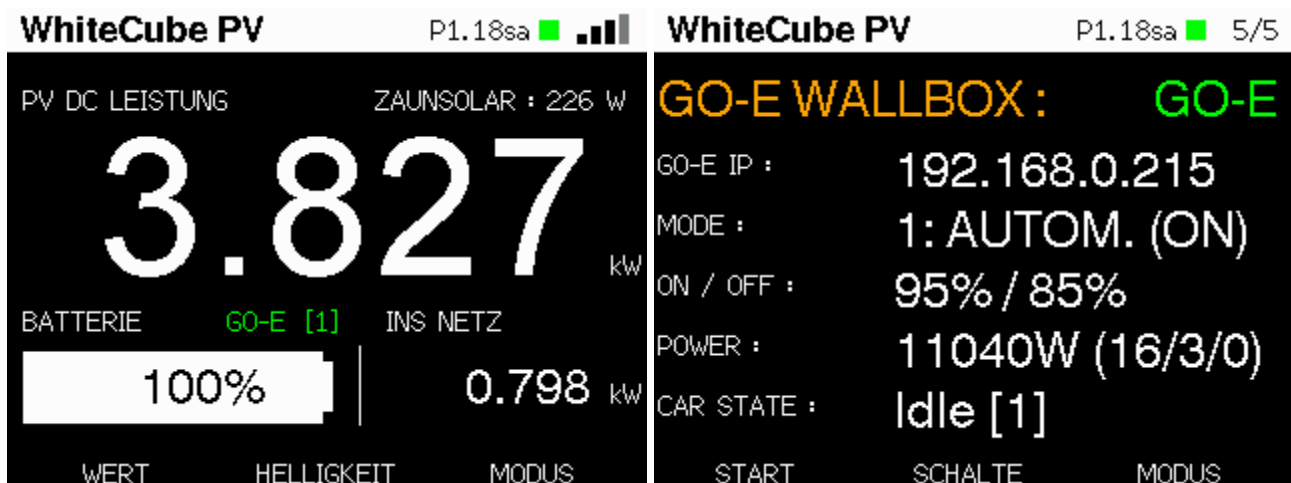 WhiteCube PV P1.18sa
PV DC LEISTUNG ZAUNSOLAR : 226 W
3.827 kW
BATTERIE GO-E [1] INS NETZ
100% 0.798 kW
WERT HELLIGKEIT MODUS
WhiteCube PV P1.18sa 5/5
GO-E WALLBOX : GO-E
GO-E IP : 192.168.0.215
MODE : 1: AUTOM. (ON)
ON / OFF : 95% / 85%
POWER : 11040W (16/3/0)
CAR STATE : Idle [1]
START SCHALTE MODUS